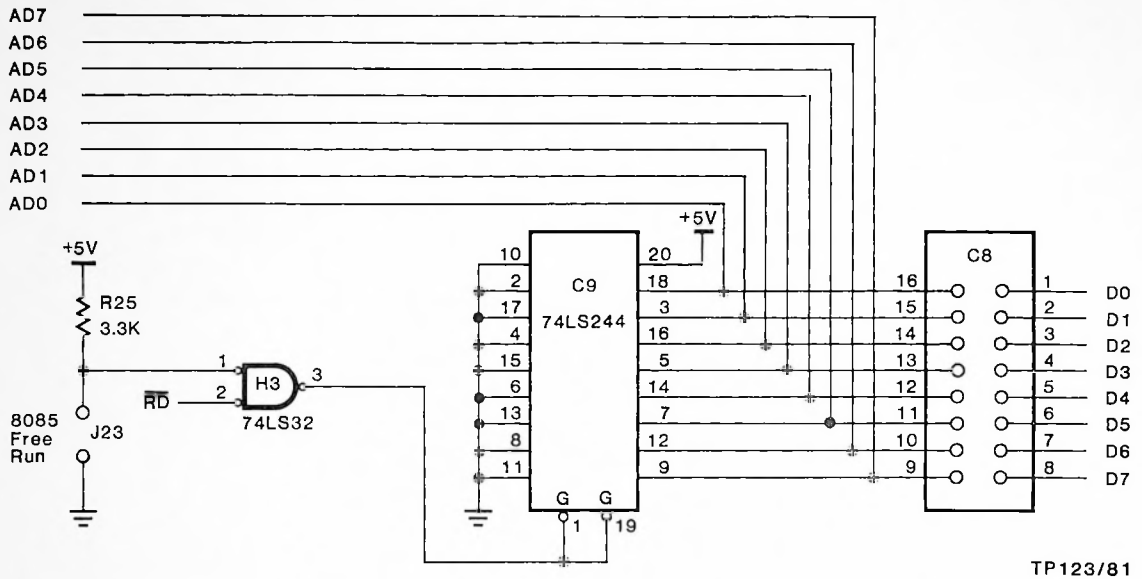 AD7
AD6
AD5
AD4
AD3
AD2
AD1
AD0
+5V
R25
3.3K
1
2
RD
H3
3
74LS32
8085
Free
Run
J23
+5V
10 20
C9
74LS244
2 18
17 3
4 16
15 5
6 14
13 7
8 12
11 9
G G
1 19
C8
16 1 D0
15 2 D1
14 3 D2
13 4 D3
12 5 D4
11 6 D5
10 7 D6
9 8 D7
TP123/81